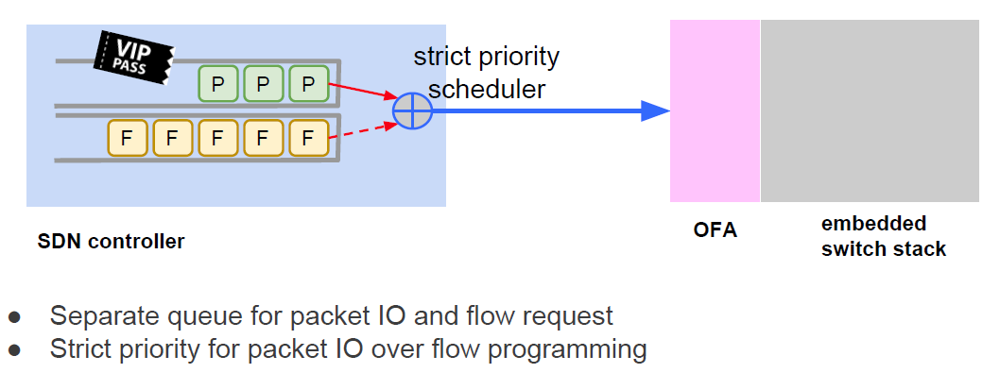 VIP
PASS
strict priority
scheduler
P P P
F F F F F
SDN controller
OFA
embedded
switch stack
● Separate queue for packet IO and flow request
● Strict priority for packet IO over flow programming